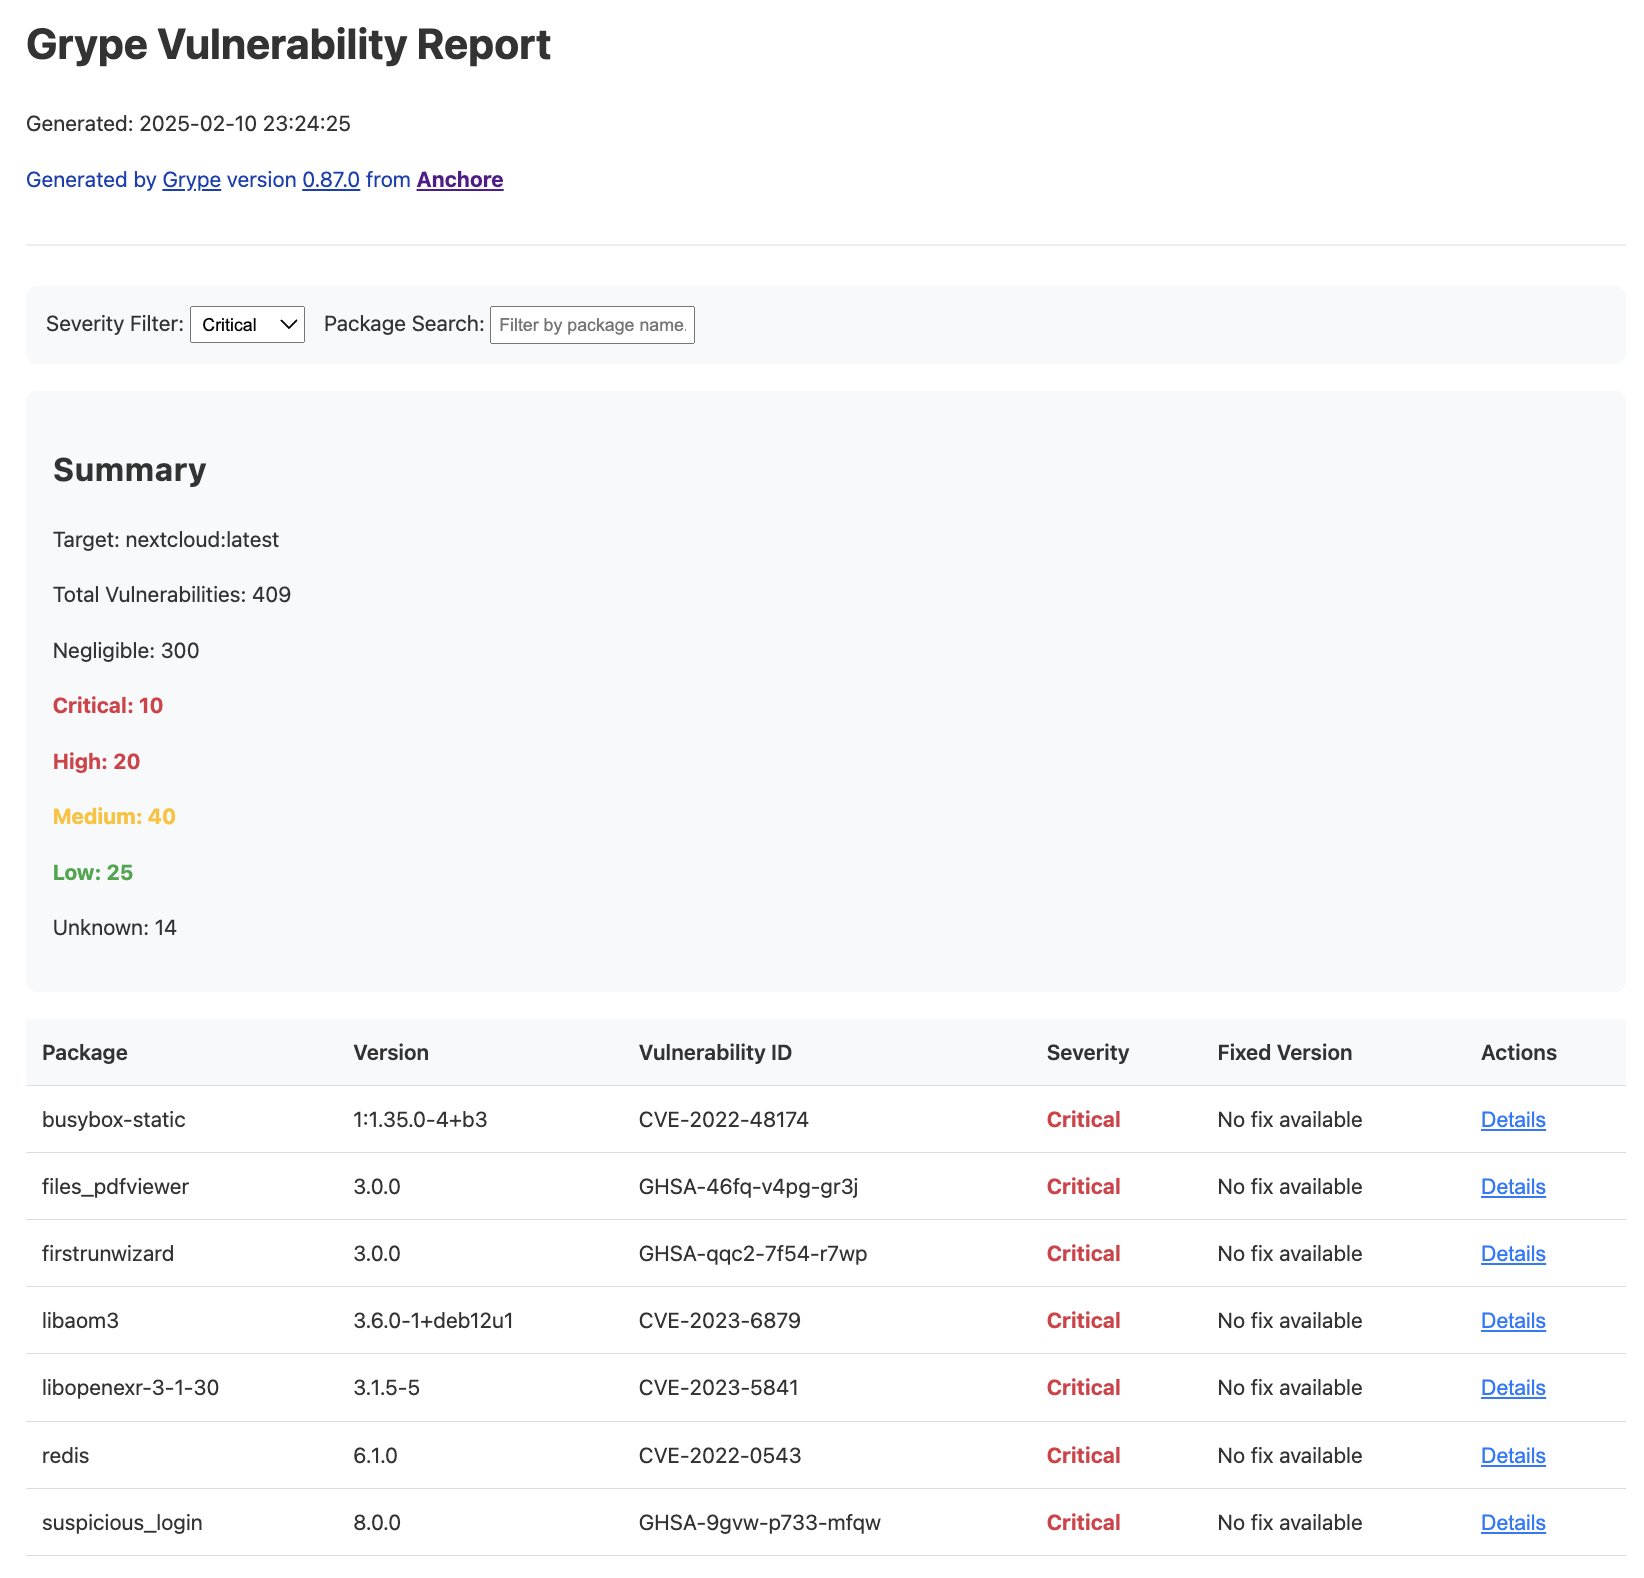 Grype Vulnerability Report
Generated: 2025-02-10 23:24:25
Generated by Grype version 0.87.0 from Anchore
Severity Filter: Critical Package Search: Filter by package name.
Summary
Target: nextcloud:latest
Total Vulnerabilities: 409
Negligible: 300
Critical: 10
High: 20
Medium: 40
Low: 25
Unknown: 14
Package Version Vulnerability ID Severity Fixed Version Actions
busybox-static 1:1.35.0-4+b3 CVE-2022-48174 Critical No fix available Details
files_pdfviewer 3.0.0 GHSA-46fq-v4pg-gr3j Critical No fix available Details
firstrunwizard 3.0.0 GHSA-qqc2-7f54-r7wp Critical No fix available Details
libaom3 3.6.0-1+deb12u1 CVE-2023-6879 Critical No fix available Details
libopenexr-3-1-30 3.1.5-5 CVE-2023-5841 Critical No fix available Details
redis 6.1.0 CVE-2022-0543 Critical No fix available Details
suspicious_login 8.0.0 GHSA-9gvw-p733-mfqw Critical No fix available Details